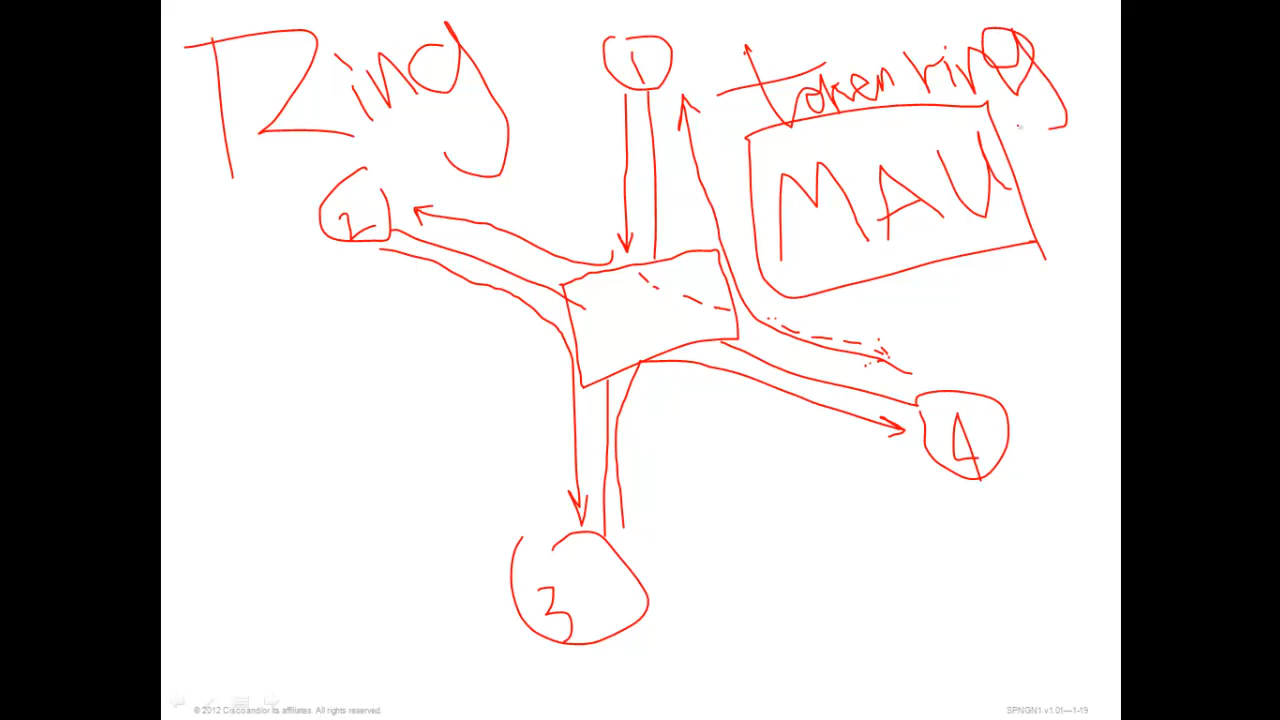 Ring
token ring
MAU
1
2
3
4
© 2012 Cisco and/or its affiliates. All rights reserved.
SPNGN1 v1.01—1-19